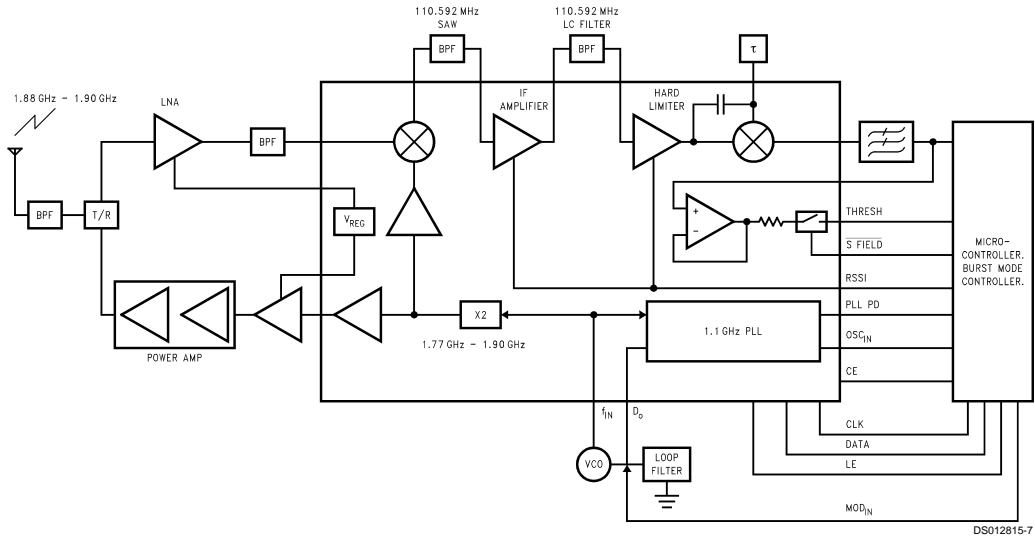 110.592 MHz
SAW
110.592 MHz
LC FILTER
BPF
BPF
τ
1.88 GHz – 1.90 GHz
LNA
IF
AMPLIFIER
HARD
LIMITER
BPF
BPF
T/R
VREG
+
−
THRESH
S FIELD
RSSI
MICRO-
CONTROLLER.
BURST MODE
CONTROLLER.
POWER AMP
X2
1.77 GHz – 1.90 GHz
1.1 GHz PLL
PLL PD
OSCIN
CE
fIN
Do
CLK
DATA
LE
VCO
LOOP
FILTER
MODIN
DS012815-7